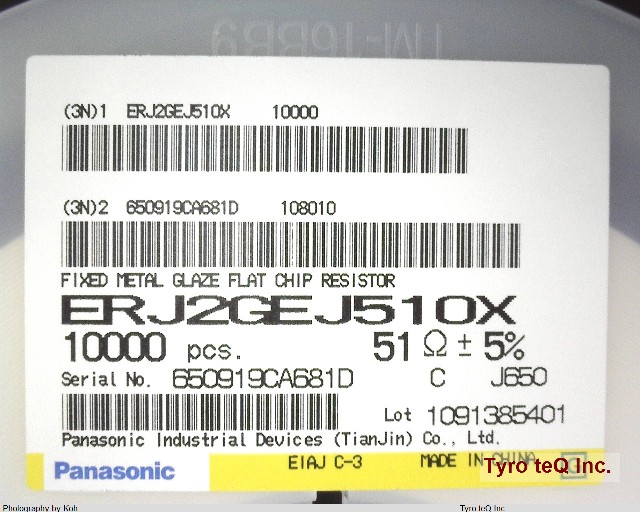 TM-16BB9
(3N)1 ERJ2GEJ510X 10000
(3N)2 650919CA681D 108010
FIXED METAL GLAZE FLAT CHIP RESISTOR
ERJ2GEJ510X
10000 pcs. 51 Ω ± 5%
Serial No. 650919CA681D C J650
Lot 1091385401
Panasonic Industrial Devices (TianJin) Co., Ltd.
Panasonic EIAJ C-3 MADE IN CHINA
Tyro teQ Inc.
Photography by Koh Tyro teQ Inc